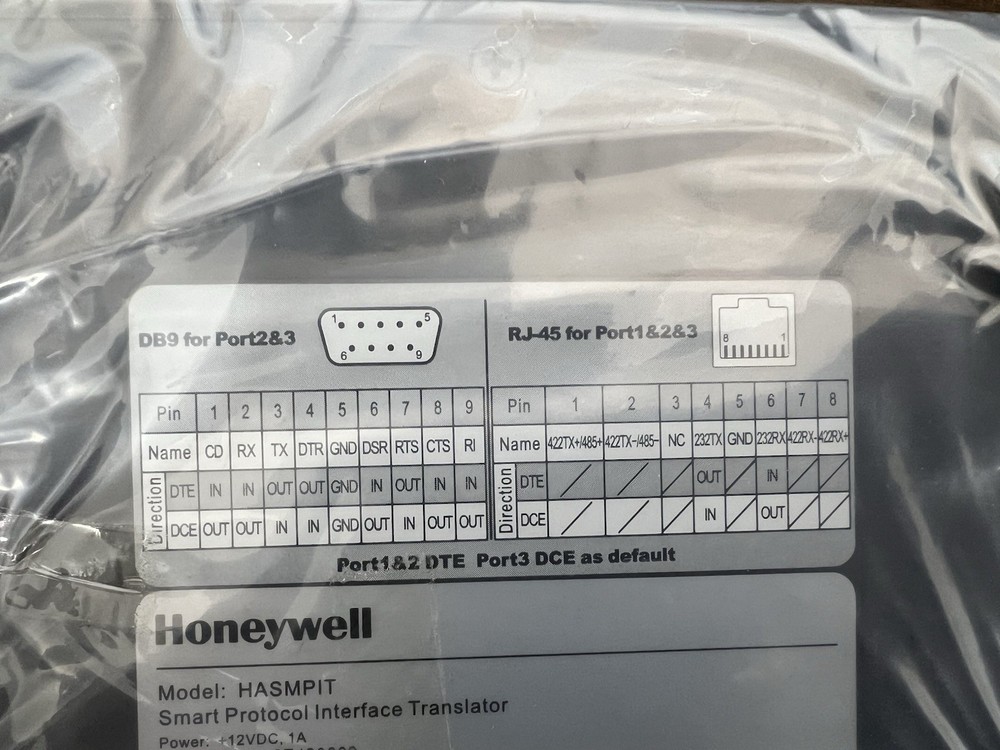 DB9 for Port2&3
1 5
6 9
Pin 1 2 3 4 5 6 7 8 9
Name CD RX TX DTR GND DSR RTS CTS RI
Direction
DTE IN IN OUT OUT GND IN OUT IN IN
DCE OUT OUT IN IN GND OUT IN OUT OUT
RJ-45 for Port1&2&3
8 1
Pin 1 2 3 4 5 6 7 8
Name 422TX+/485+ 422TX-/485- NC 232TX GND 232RX 422RX- 422RX+
Direction
DTE / / / OUT / IN / /
DCE / / / IN / OUT / /
Port1&2 DTE Port3 DCE as default
Honeywell
Model: HASMPIT
Smart Protocol Interface Translator
Power: +12VDC, 1A